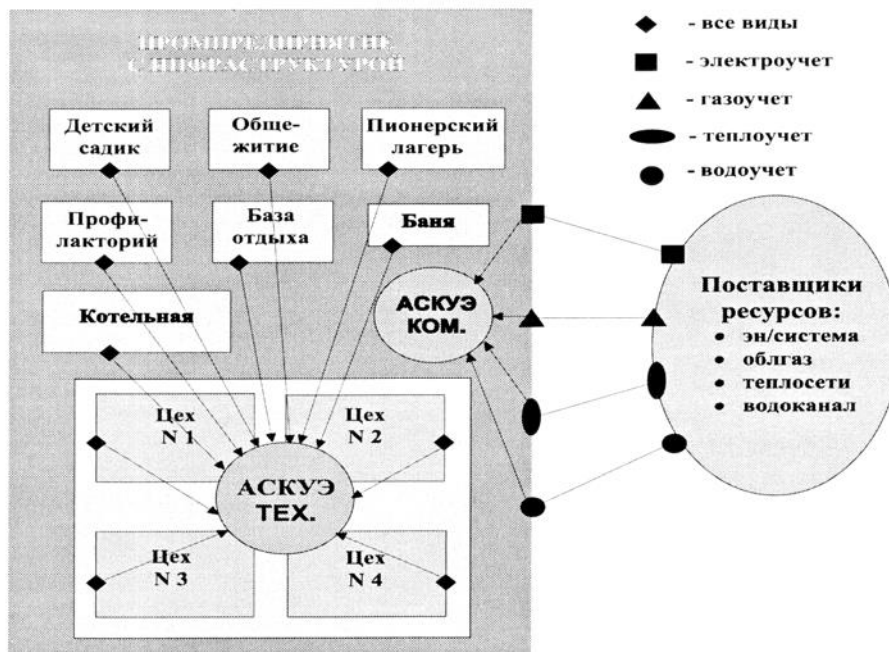 ПРОМПРЕДПРИЯТИЕ
С ИНФРАСТРУКТУРОЙ
Детский
садик
Обще-
житие
Пионерский
лагерь
Профи-
лакторий
База
отдыха
Баня
Котельная
АСКУЭ
КОМ.
Цех
N 1
Цех
N 2
АСКУЭ
ТЕХ.
Цех
N 3
Цех
N 4
- все виды
- электроучет
- газоучет
- теплоучет
- водоучет
Поставщики
ресурсов:
• эн/система
• облгаз
• теплосети
• водоканал